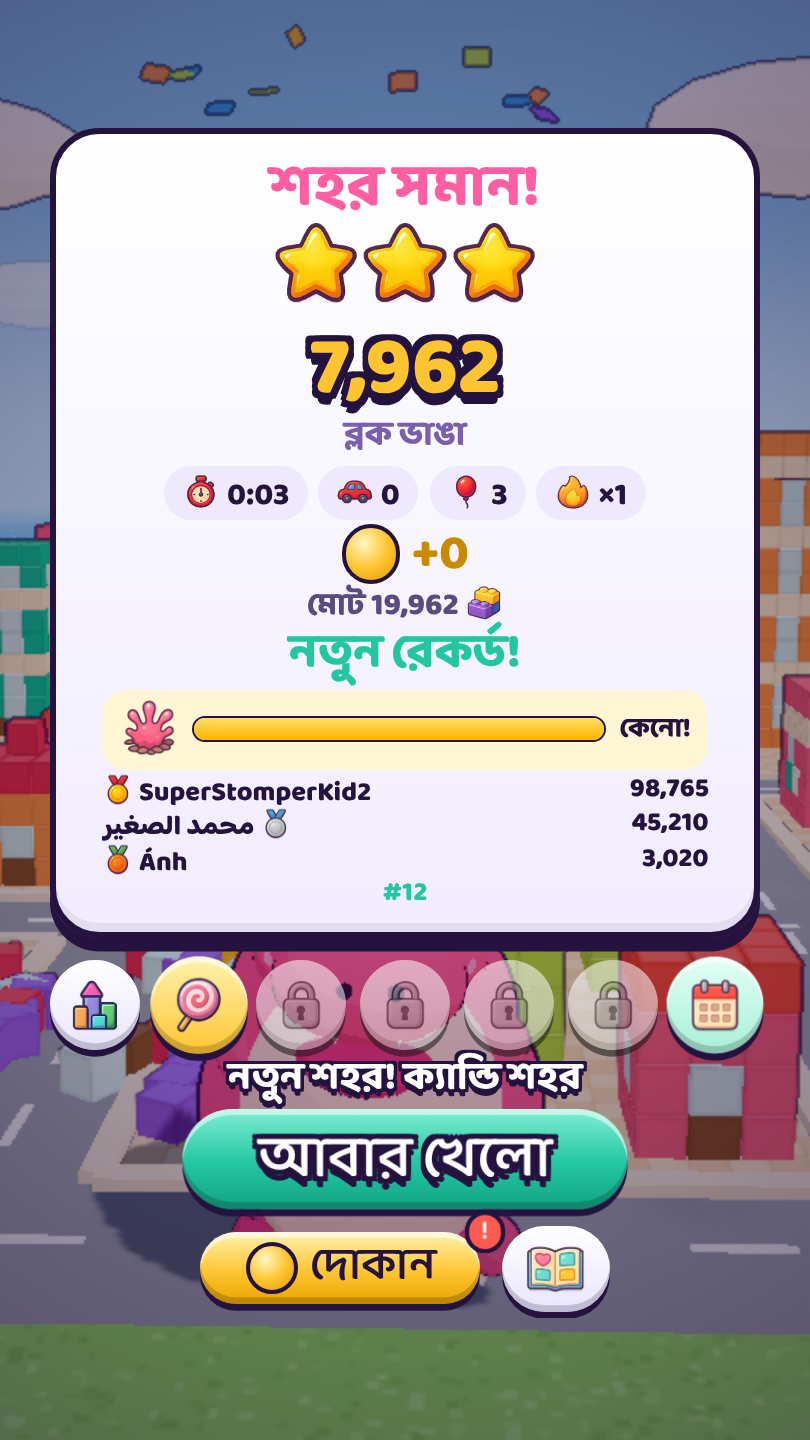 শহর সমান!
7,962
ব্লক ভাঙা
0:03 0 3 ×1
+0
মোট 19,962
নতুন রেকর্ড!
কেনো!
SuperStomperKid2 98,765
محمد الصغير 45,210
Ánh 3,020
#12
নতুন শহর! ক্যান্ডি শহর
আবার খেলো
দোকান !